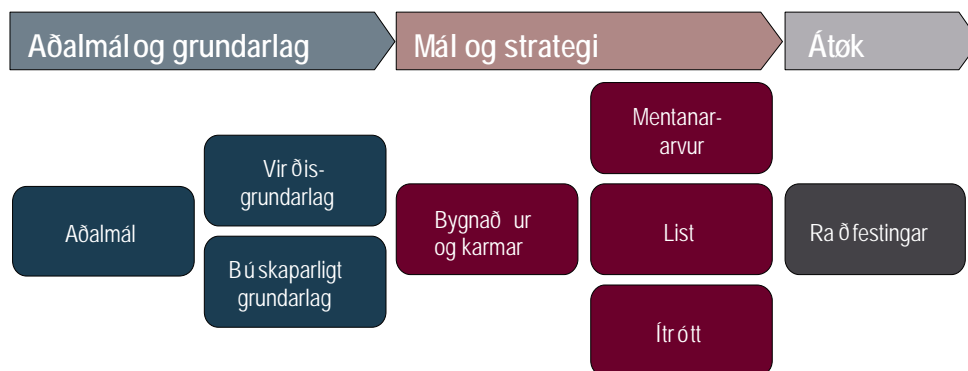 Aðalmál og grundarlag
Mál og strategi
Átøk
Aðalmál
Virðis-
grundarlag
Búskaparligt
grundarlag
Bygnaður
og karmar
Mentanar-
arvur
List
Ítróttur
Raðfestingar